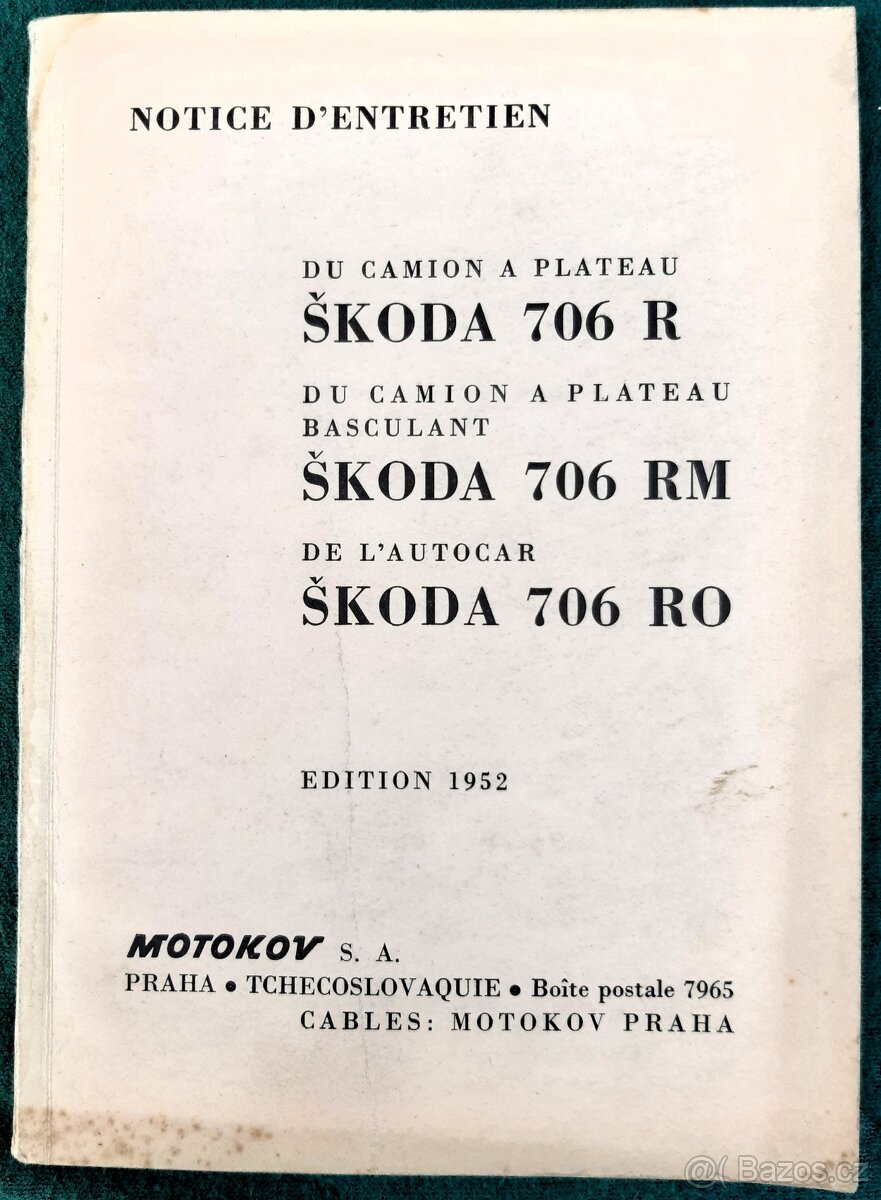 NOTICE D'ENTRETIEN
DU CAMION A PLATEAU
ŠKODA 706 R
DU CAMION A PLATEAU
BASCULANT
ŠKODA 706 RM
DE L'AUTOCAR
ŠKODA 706 RO
EDITION 1952
MOTOKOV S. A.
PRAHA • TCHECOSLOVAQUIE • Boîte postale 7965
CABLES: MOTOKOV PRAHA
@( Bazos.cz